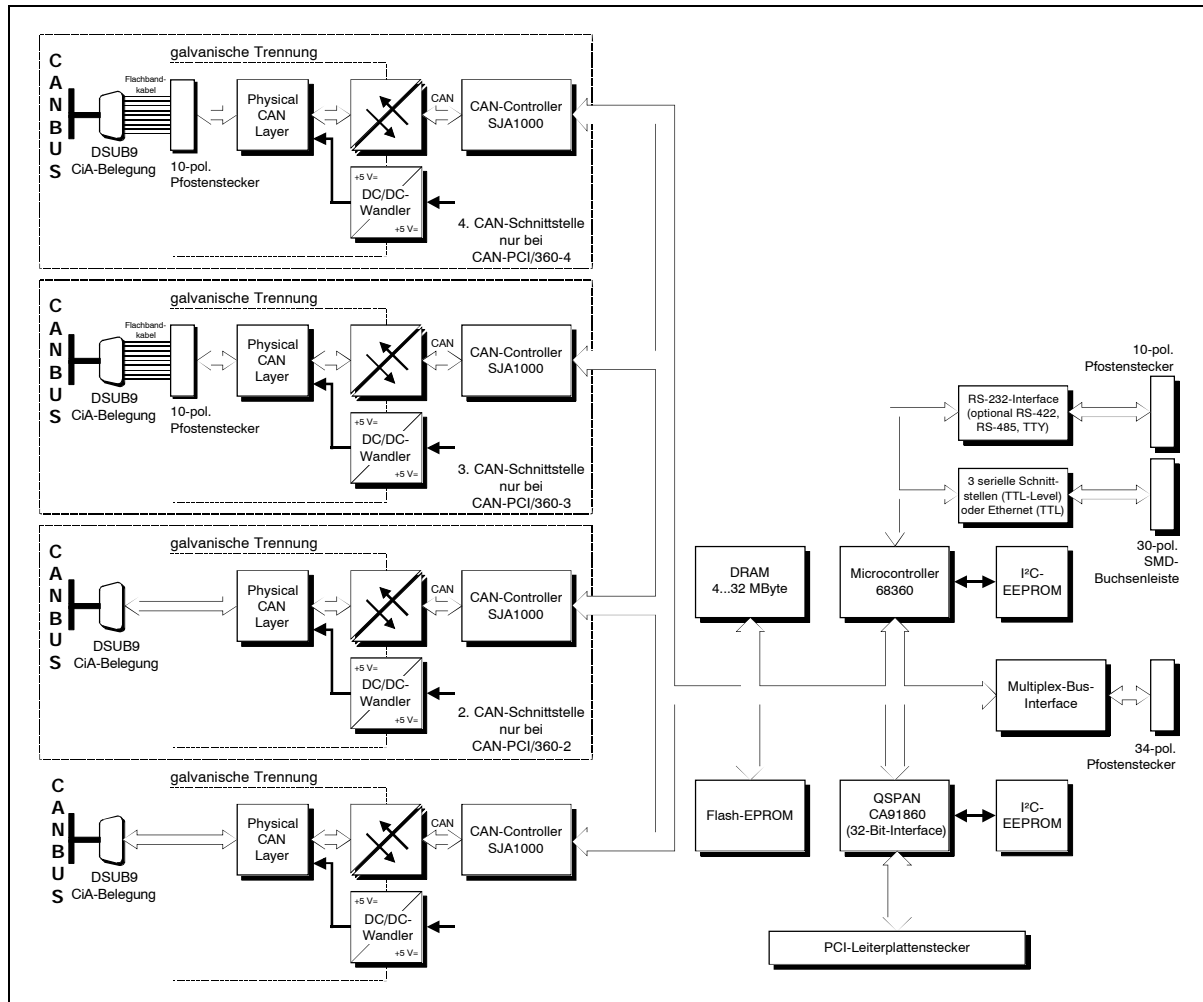 CANBUS
galvanische Trennung
Flachband-
kabel
DSUB9
CiA-Belegung
10-pol.
Pfostenstecker
Physical
CAN
Layer
CAN
CAN-Controller
SJA1000
+5 V=
DC/DC-
Wandler
+5 V=
4. CAN-Schnittstelle
nur bei
CAN-PCI/360-4
CANBUS
galvanische Trennung
Flachband-
kabel
DSUB9
CiA-Belegung
10-pol.
Pfostenstecker
Physical
CAN
Layer
CAN
CAN-Controller
SJA1000
+5 V=
DC/DC-
Wandler
+5 V=
3. CAN-Schnittstelle
nur bei
CAN-PCI/360-3
CANBUS
galvanische Trennung
DSUB9
CiA-Belegung
Physical
CAN
Layer
CAN
CAN-Controller
SJA1000
+5 V=
DC/DC-
Wandler
+5 V=
2. CAN-Schnittstelle
nur bei
CAN-PCI/360-2
CANBUS
galvanische Trennung
DSUB9
CiA-Belegung
Physical
CAN
Layer
CAN
CAN-Controller
SJA1000
+5 V=
DC/DC-
Wandler
+5 V=
10-pol.
Pfostenstecker
RS-232-Interface
(optional RS-422,
RS-485, TTY)
3 serielle Schnitt-
stellen (TTL-Level)
oder Ethernet (TTL)
30-pol.
SMD-
Buchsenleiste
DRAM
4...32 MByte
Microcontroller
68360
I²C-
EEPROM
Multiplex-Bus-
Interface
34-pol.
Pfostenstecker
Flash-EPROM
QSPAN
CA91860
(32-Bit-Interface)
I²C-
EEPROM
PCI-Leiterplattenstecker